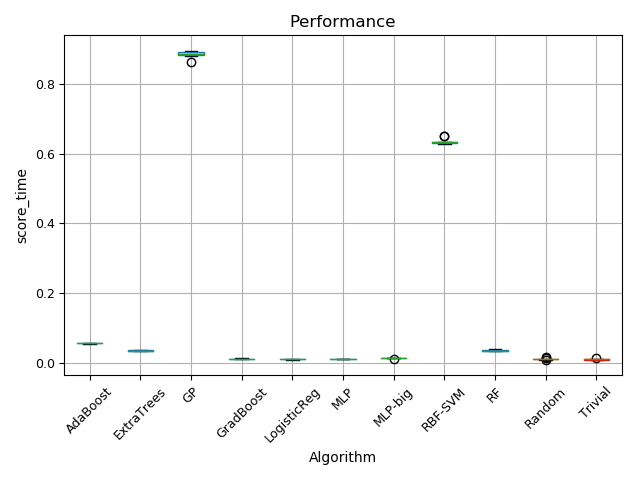 Performance
score_time
0.8
0.6
0.4
0.2
0.0
AdaBoost
ExtraTrees
GP
GradBoost
LogisticReg
MLP
MLP-big
RBF-SVM
RF
Random
Trivial
Algorithm